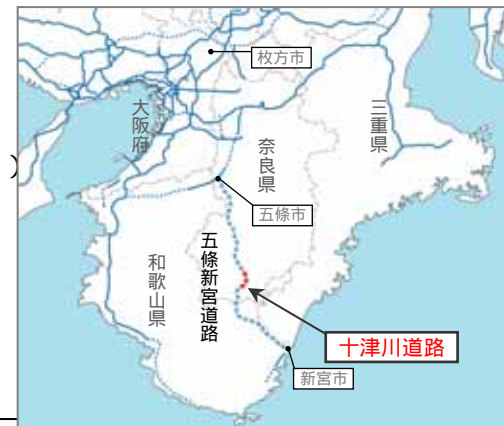 枚方市
大阪府
三重県
奈良県
五條市
五條新宮道路
和歌山県
十津川道路
新宮市
)